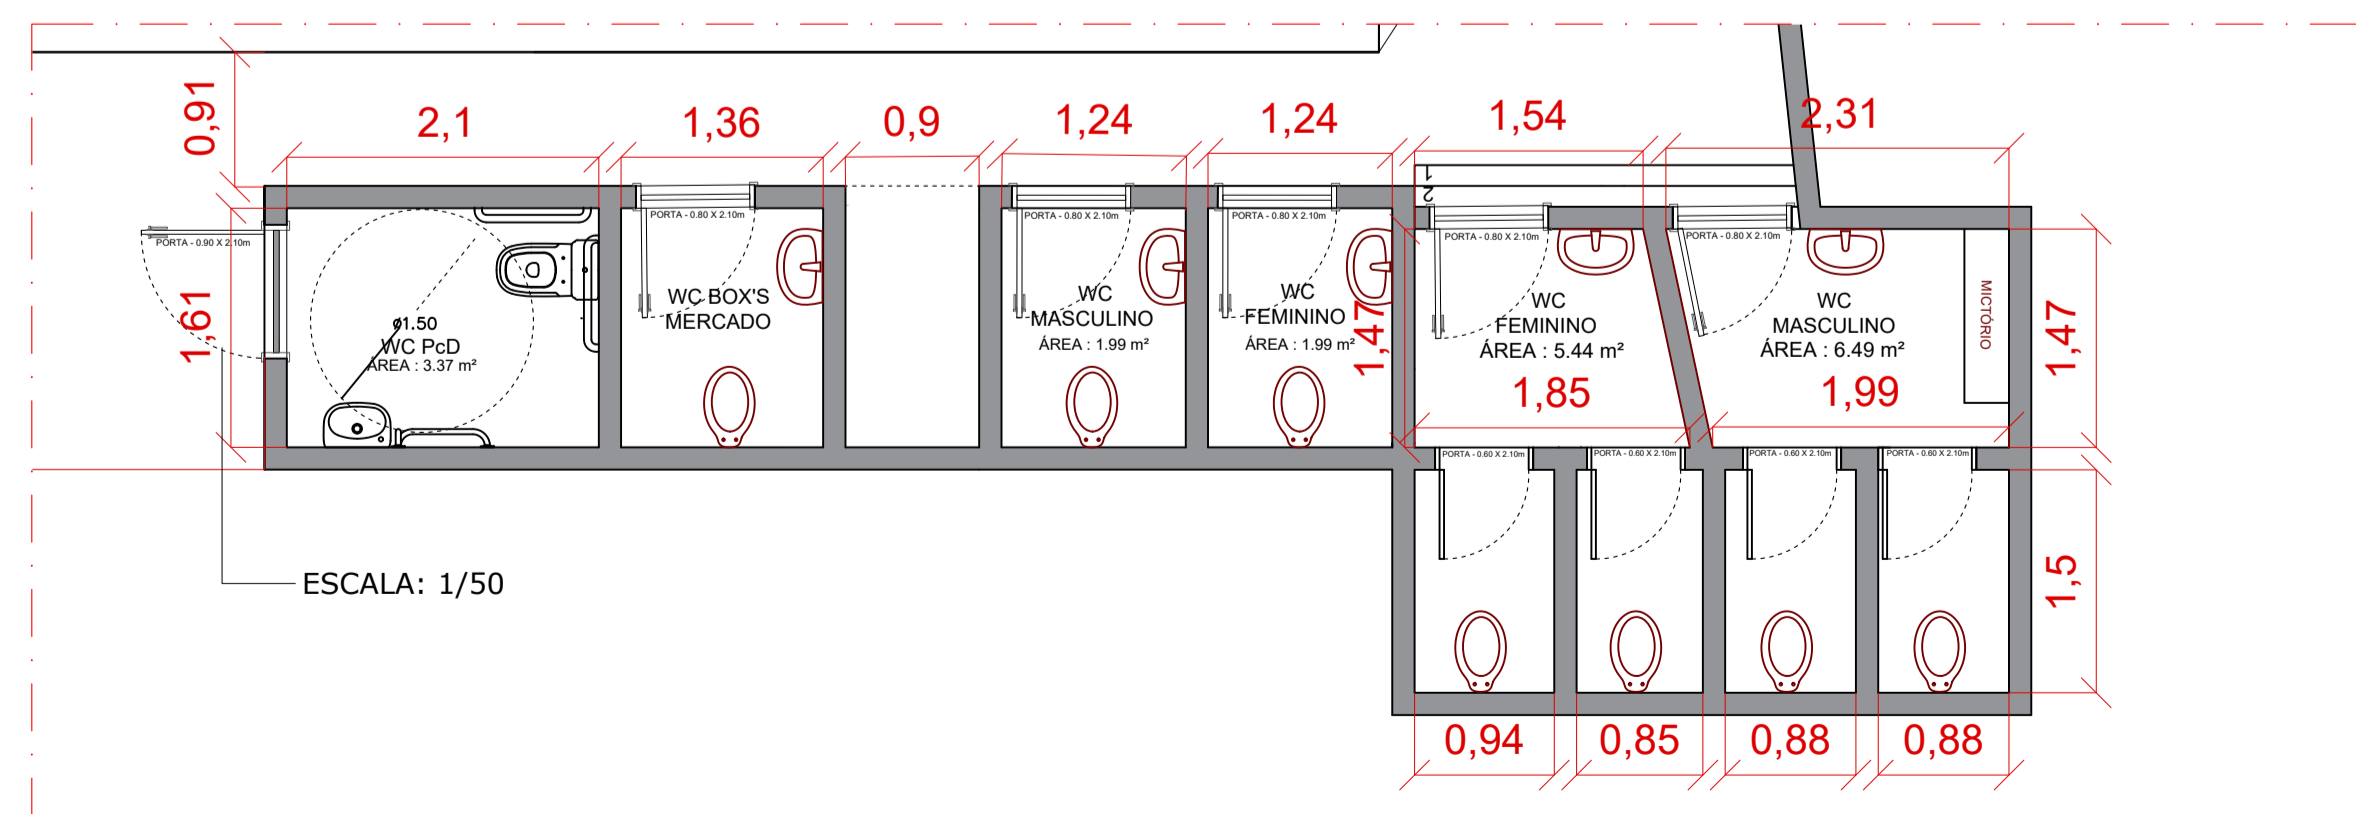 0,91
2,1
1,36
0,9
1,24
1,24
1,54
2,31
1
2
PORTA - 0.90 X 2.10m
PORTA - 0.80 X 2.10m
PORTA - 0.80 X 2.10m
PORTA - 0.80 X 2.10m
PORTA - 0.80 X 2.10m
PORTA - 0.80 X 2.10m
1,61
ø1.50
WC PcD
ÁREA : 3.37 m²
WC BOX'S
MERCADO
WC
MASCULINO
ÁREA : 1.99 m²
WC
FEMININO
ÁREA : 1.99 m²
1,47
WC
FEMININO
ÁREA : 5.44 m²
1,85
WC
MASCULINO
ÁREA : 6.49 m²
1,99
MICTÓRIO
1,47
PORTA - 0.60 X 2.10m
PORTA - 0.60 X 2.10m
PORTA - 0.60 X 2.10m
PORTA - 0.60 X 2.10m
ESCALA: 1/50
1,5
0,94
0,85
0,88
0,88